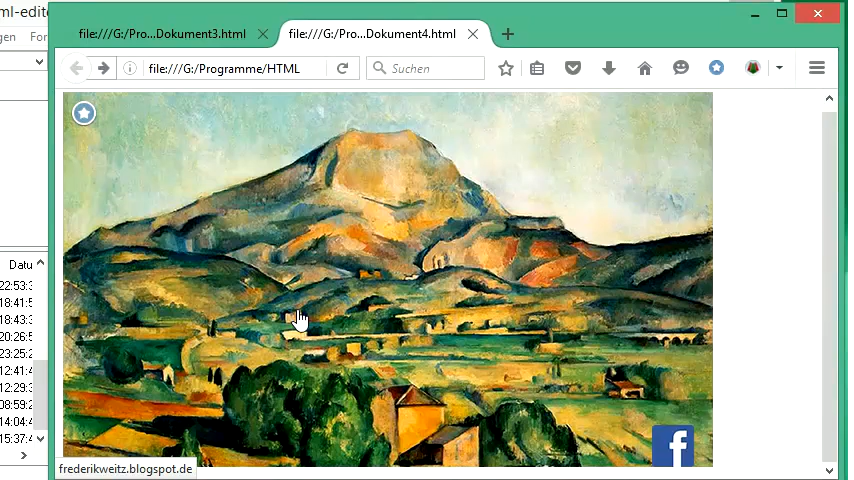 ml-edito
gen For
file:///G:/Pro...Dokument3.html
file:///G:/Pro...Dokument4.html
file:///G:/Programme/HTML
Suchen
Datu
22:53:3
18:41:5
18:43:3
20:26:5
23:25:2
12:41:4
12:29:3
08:59:2
14:04:4
15:37:4
f
frederikweitz.blogspot.de